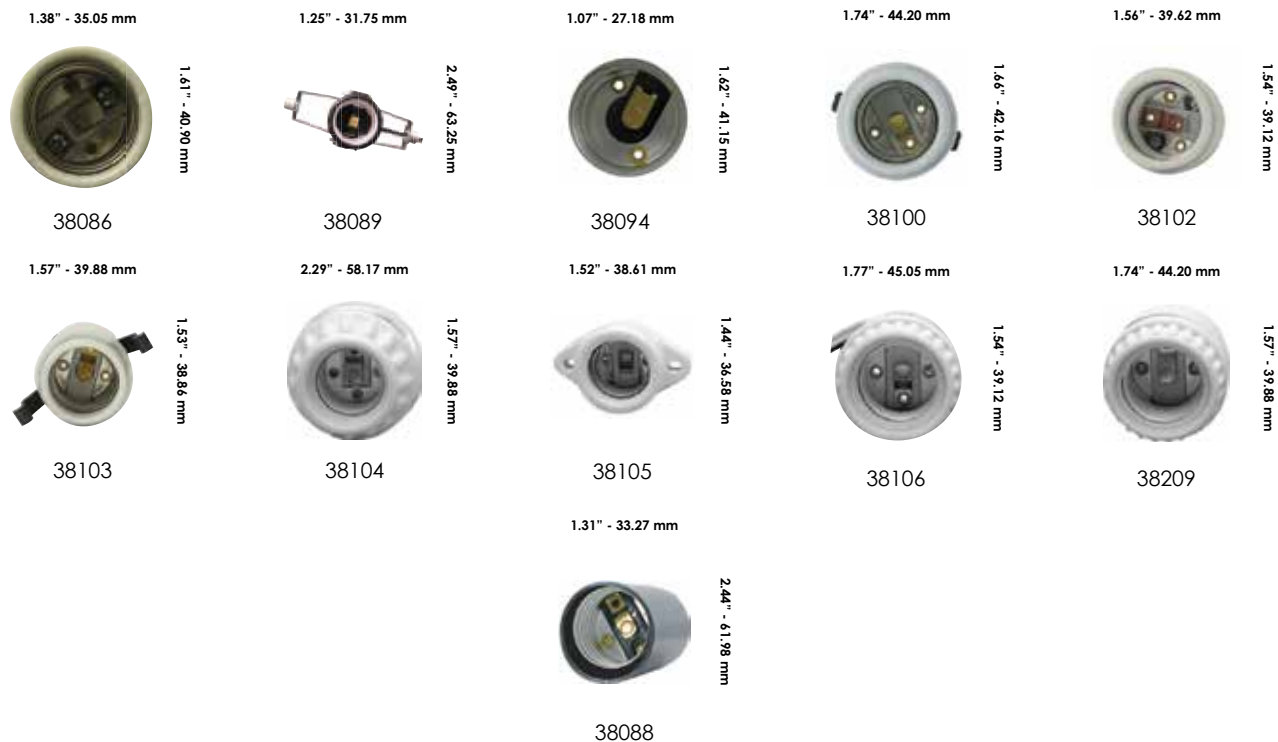 1.38” - 35.05 mm
1.61” - 40.90 mm
38086
1.25” - 31.75 mm
2.49” - 63.25 mm
38089
1.07” - 27.18 mm
1.62” - 41.15 mm
38094
1.74” - 44.20 mm
1.66” - 42.16 mm
38100
1.56” - 39.62 mm
1.54” - 39.12 mm
38102
1.57” - 39.88 mm
1.53” - 38.86 mm
38103
2.29” - 58.17 mm
1.57” - 39.88 mm
38104
1.52” - 38.61 mm
1.44” - 36.58 mm
38105
1.77” - 45.05 mm
1.54” - 39.12 mm
38106
1.74” - 44.20 mm
1.57” - 39.88 mm
38209
1.31” - 33.27 mm
2.44” - 61.98 mm
38088